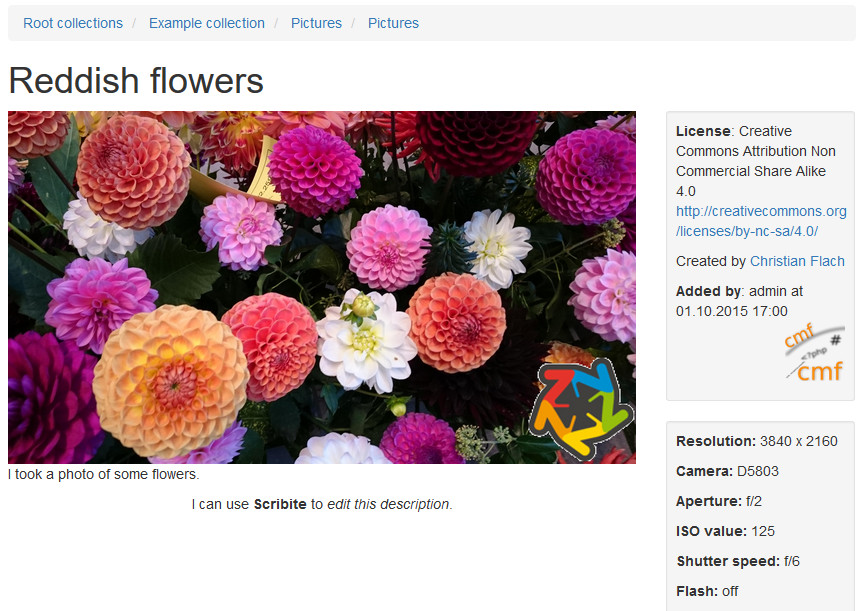 Root collections / Example collection / Pictures / Pictures
Reddish flowers
I took a photo of some flowers.
I can use Scribite to edit this description.
License: Creative
Commons Attribution Non
Commercial Share Alike
4.0
http://creativecommons.org
/licenses/by-nc-sa/4.0/
Created by Christian Flach
Added by: admin at
01.10.2015 17:00
cmf
#
<?php
cmf
Resolution: 3840 x 2160
Camera: D5803
Aperture: f/2
ISO value: 125
Shutter speed: f/6
Flash: off